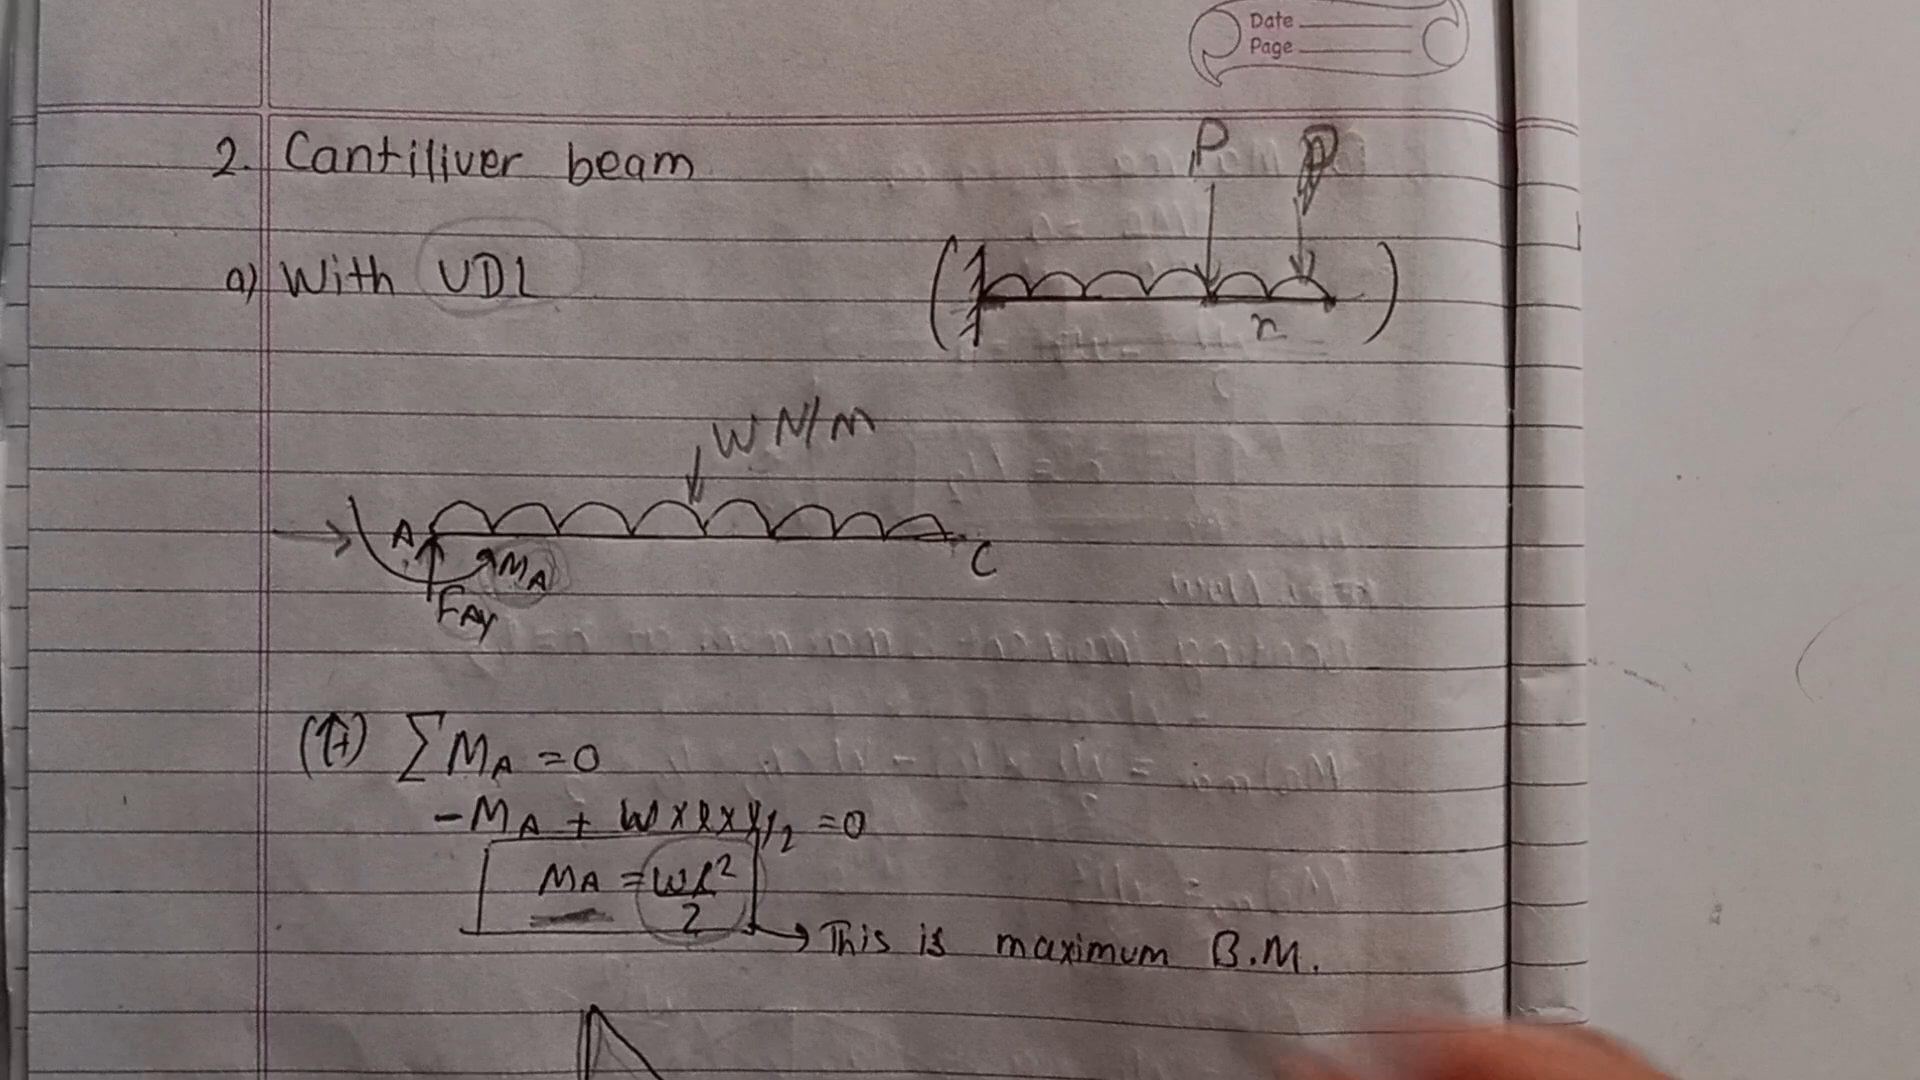 Date
Page
2. Cantiliver beam
P P
a) With UDL
x
W N/m
A C
MA
FAY
(+) ΣMA = 0
-MA + W x l x l/2 = 0
MA = wl²/2
→ This is maximum B.M.